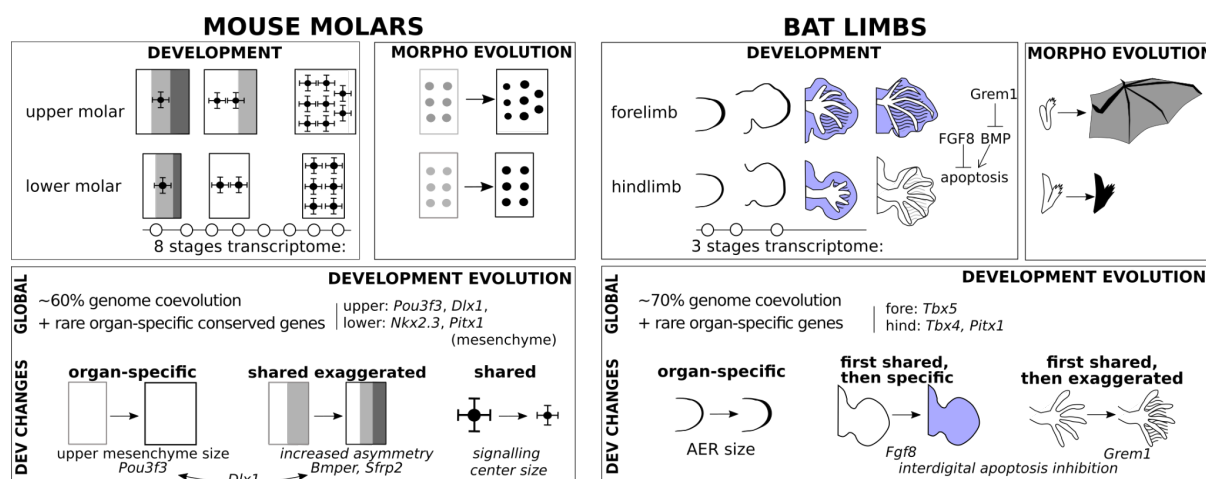 MOUSE MOLARS
DEVELOPMENT
MORPHO EVOLUTION
upper molar
lower molar
8 stages transcriptome:
DEVELOPMENT EVOLUTION
GLOBAL
~60% genome coevolution
+ rare organ-specific conserved genes
upper: Pou3f3, Dlx1,
lower: Nkx2.3, Pitx1
(mesenchyme)
DEV CHANGES
organ-specific
upper mesenchyme size
Pou3f3
shared exaggerated
increased asymmetry
Bmper, Sfrp2
Dlx1
shared
signalling
center size
BAT LIMBS
DEVELOPMENT
MORPHO EVOLUTION
forelimb
hindlimb
Grem1
FGF8 BMP
apoptosis
3 stages transcriptome:
DEVELOPMENT EVOLUTION
GLOBAL
~70% genome coevolution
+ rare organ-specific genes
fore: Tbx5
hind: Tbx4, Pitx1
DEV CHANGES
organ-specific
AER size
first shared,
then specific
Fgf8
first shared,
then exaggerated
Grem1
interdigital apoptosis inhibition